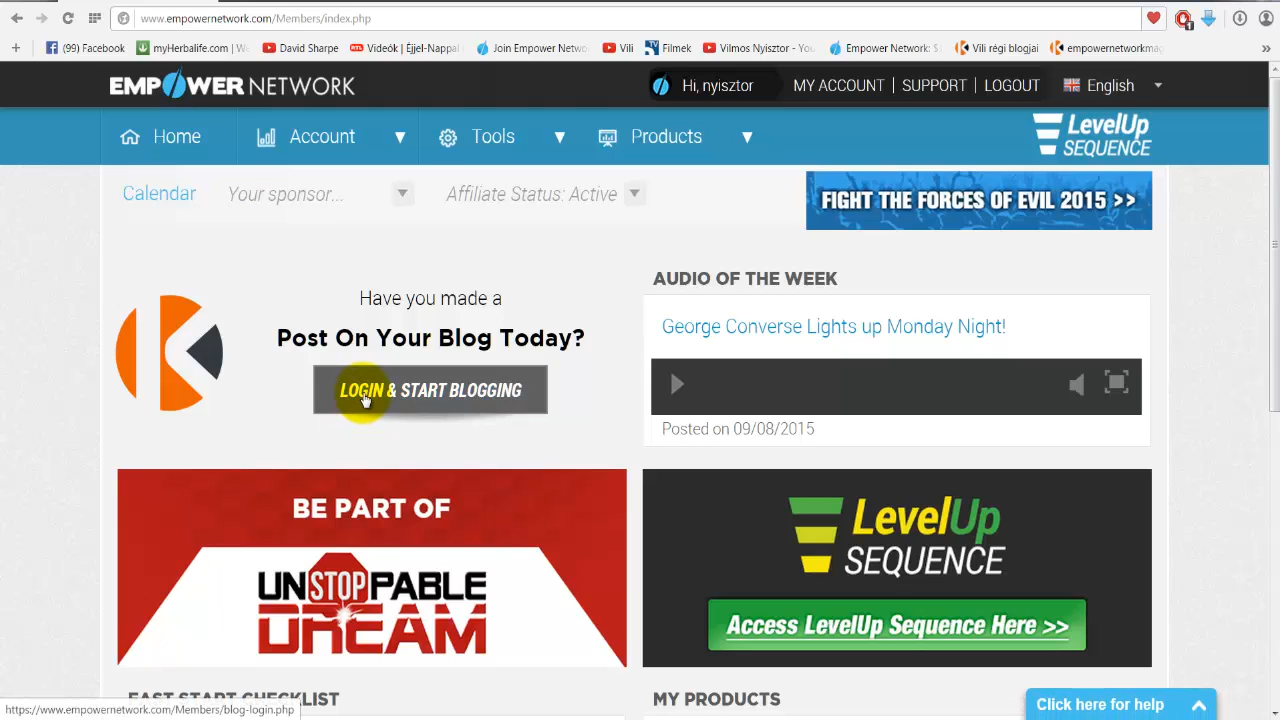 www.empowernetwork.com/Members/index.php
(99) Facebook
myHerbalife.com | W
David Sharpe
Videók | Éjjel-Nappal
Join Empower Netwo
Vili
Filmek
Vilmos Nyisztor - You
Empower Network: S
Vili régi blogjai
empowernetworkmag
EMPOWER NETWORK
Hi, nyisztor
MY ACCOUNT
SUPPORT
LOGOUT
English
Home
Account
Tools
Products
LevelUp
SEQUENCE
Calendar
Your sponsor...
Affiliate Status: Active
FIGHT THE FORCES OF EVIL 2015 >>
Have you made a
Post On Your Blog Today?
LOGIN & START BLOGGING
AUDIO OF THE WEEK
George Converse Lights up Monday Night!
Posted on 09/08/2015
BE PART OF
UNSTOPPABLE
DREAM
LevelUp
SEQUENCE
Access LevelUp Sequence Here >>
FAST START CHECKLIST
MY PRODUCTS
https://www.empowernetwork.com/Members/blog-login.php
Click here for help